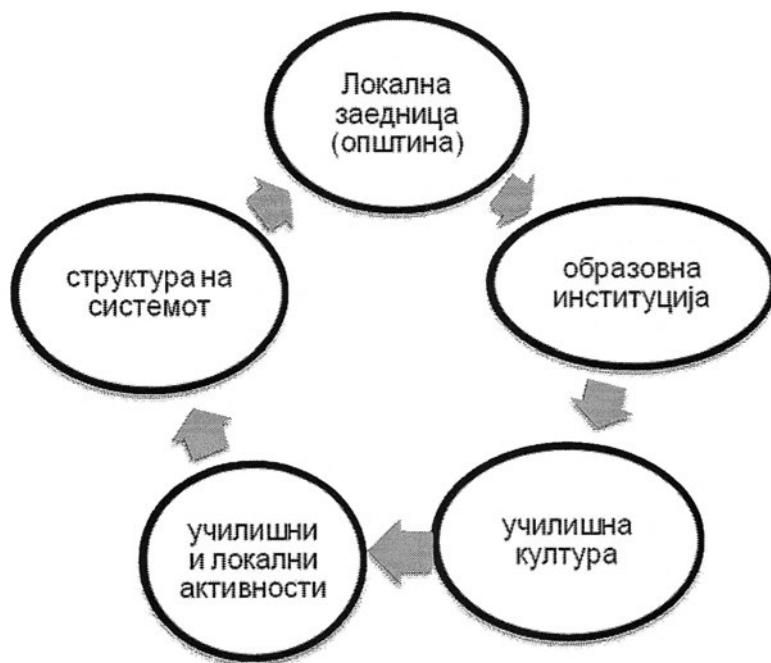 Локална
заедница
(општина)
образовна
институција
училишна
култура
училишни
и локални
активности
структура на
системот